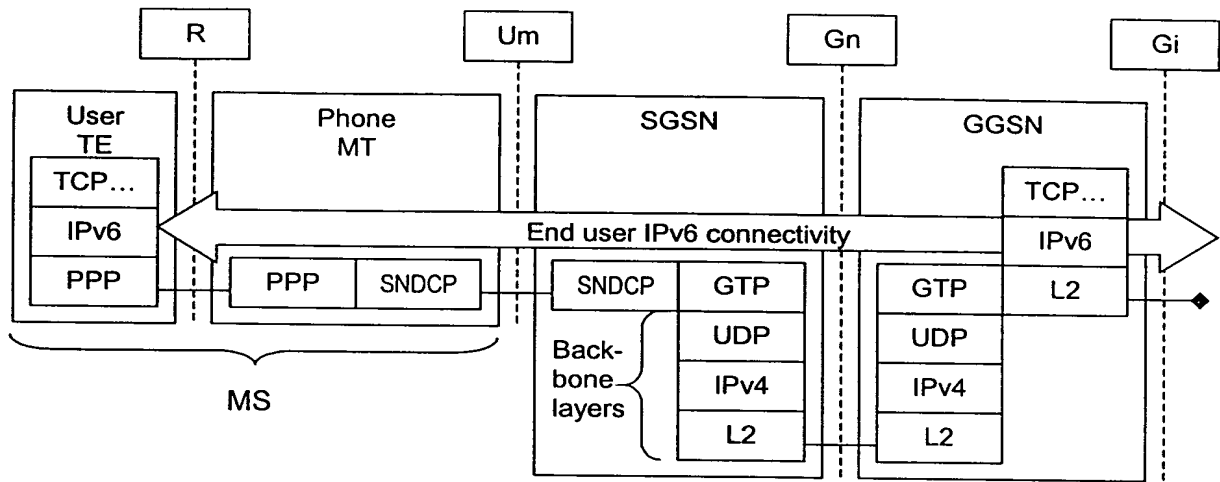 R
Um
Gn
Gi
User
TE
Phone
MT
SGSN
GGSN
TCP...
TCP...
IPv6
End user IPv6 connectivity
IPv6
PPP
PPP
SNDCP
SNDCP
GTP
GTP
L2
MS
Back-
bone
layers
UDP
IPv4
L2
UDP
IPv4
L2